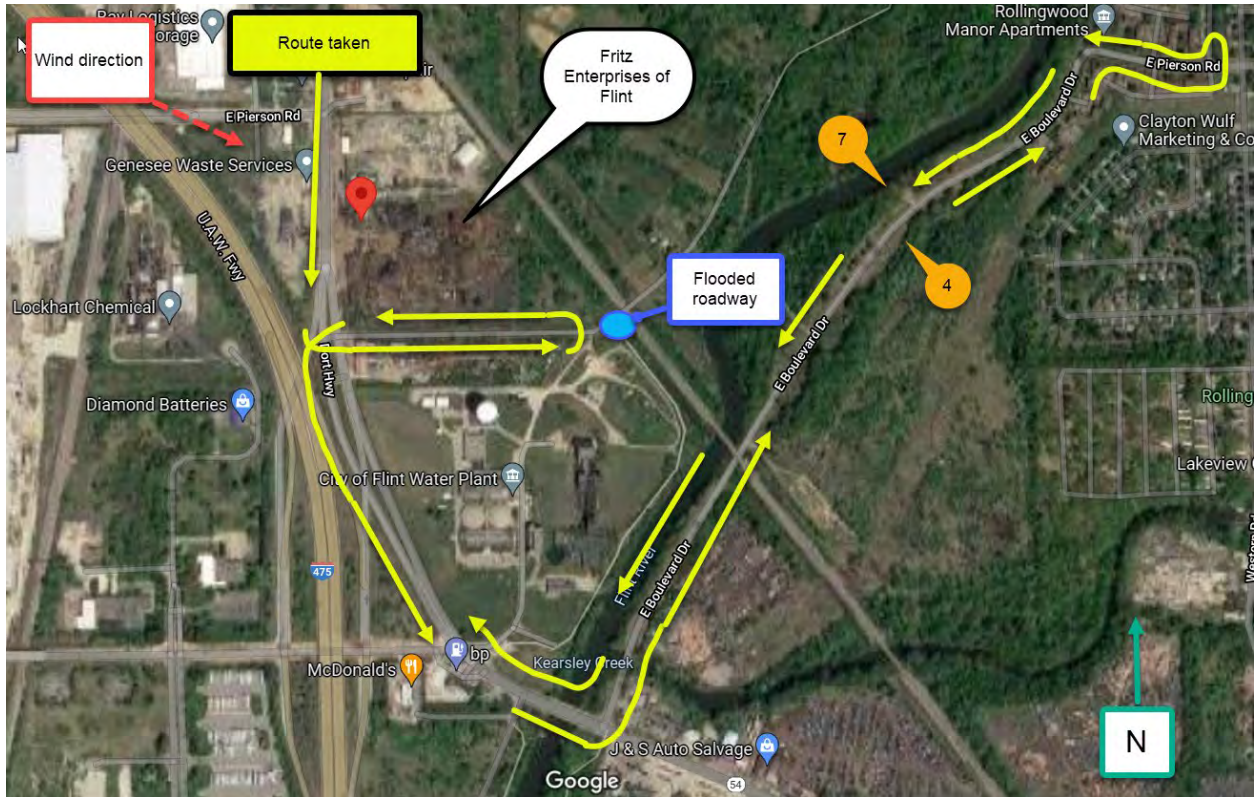 Rollingwood
Manor Apartments
Wind direction
Route taken
Fritz
Enterprises of
Flint
E Pierson Rd
E Pierson Rd
Genesee Waste Services
7
E Boulevard Dr
Clayton Wulf
Marketing & Co
U.A.W. Fwy
4
Flooded
roadway
Lockhart Chemical
E Boulevard Dr
Diamond Batteries
City of Flint Water Plant
Lakeview
475
Flint River
E Boulevard Dr
bp
Kearsley Creek
McDonald's
J & S Auto Salvage
N
Google
54